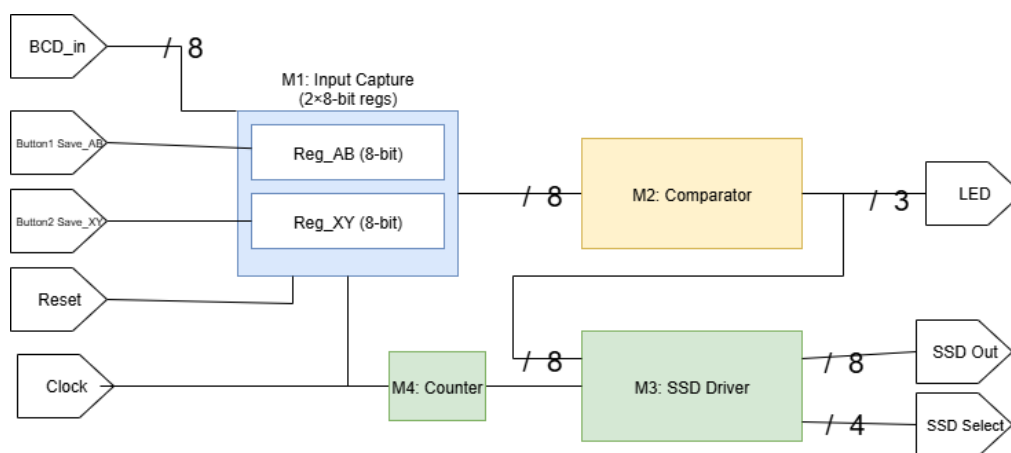 BCD_in
/ 8
M1: Input Capture
(2×8-bit regs)
Button1 Save_AB
Reg_AB (8-bit)
M2: Comparator
/ 8
/ 3
LED
Button2 Save_XY
Reg_XY (8-bit)
Reset
Clock
M4: Counter
/ 8
M3: SSD Driver
/ 8
SSD Out
/ 4
SSD Select